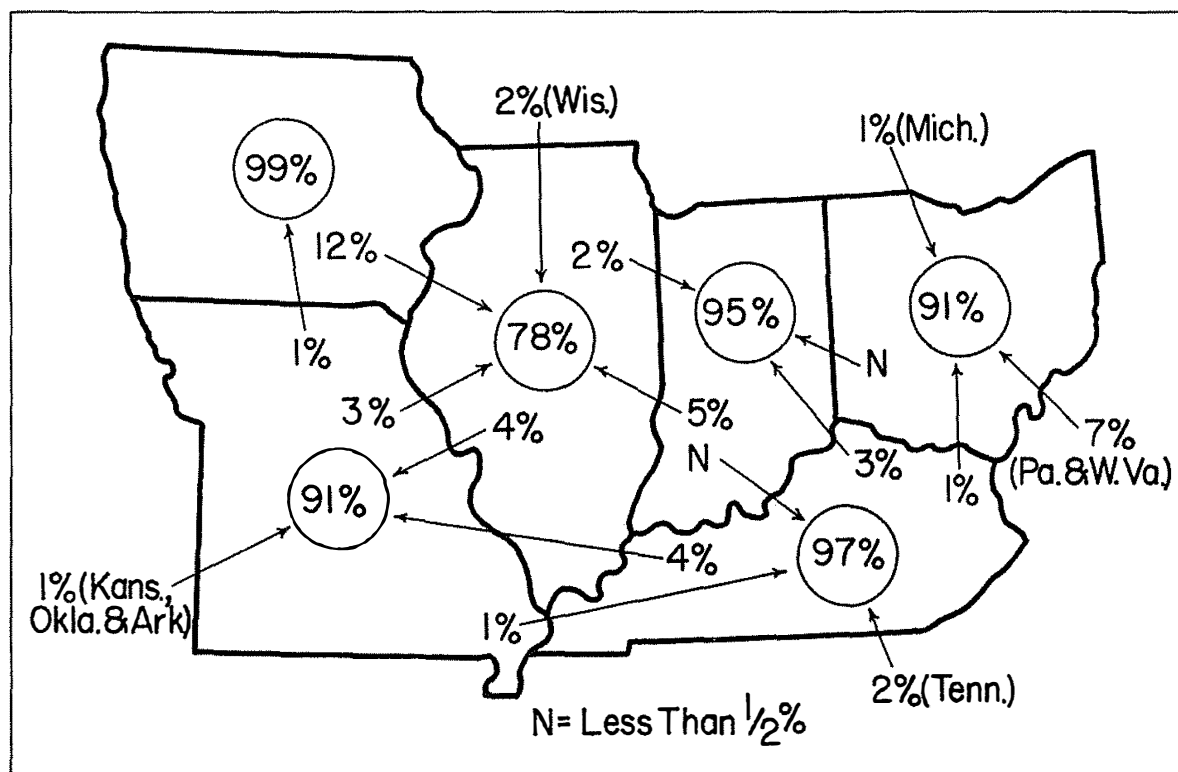 2%(Wis.)
1%(Mich.)
99%
12%
2%
95%
91%
78%
1%
N
3%
5%
4%
7%
(Pa.&W.Va.)
N
3%
1%
91%
97%
4%
1%(Kans.,
Okla.&Ark)
1%
2%(Tenn.)
N= Less Than 1/2%